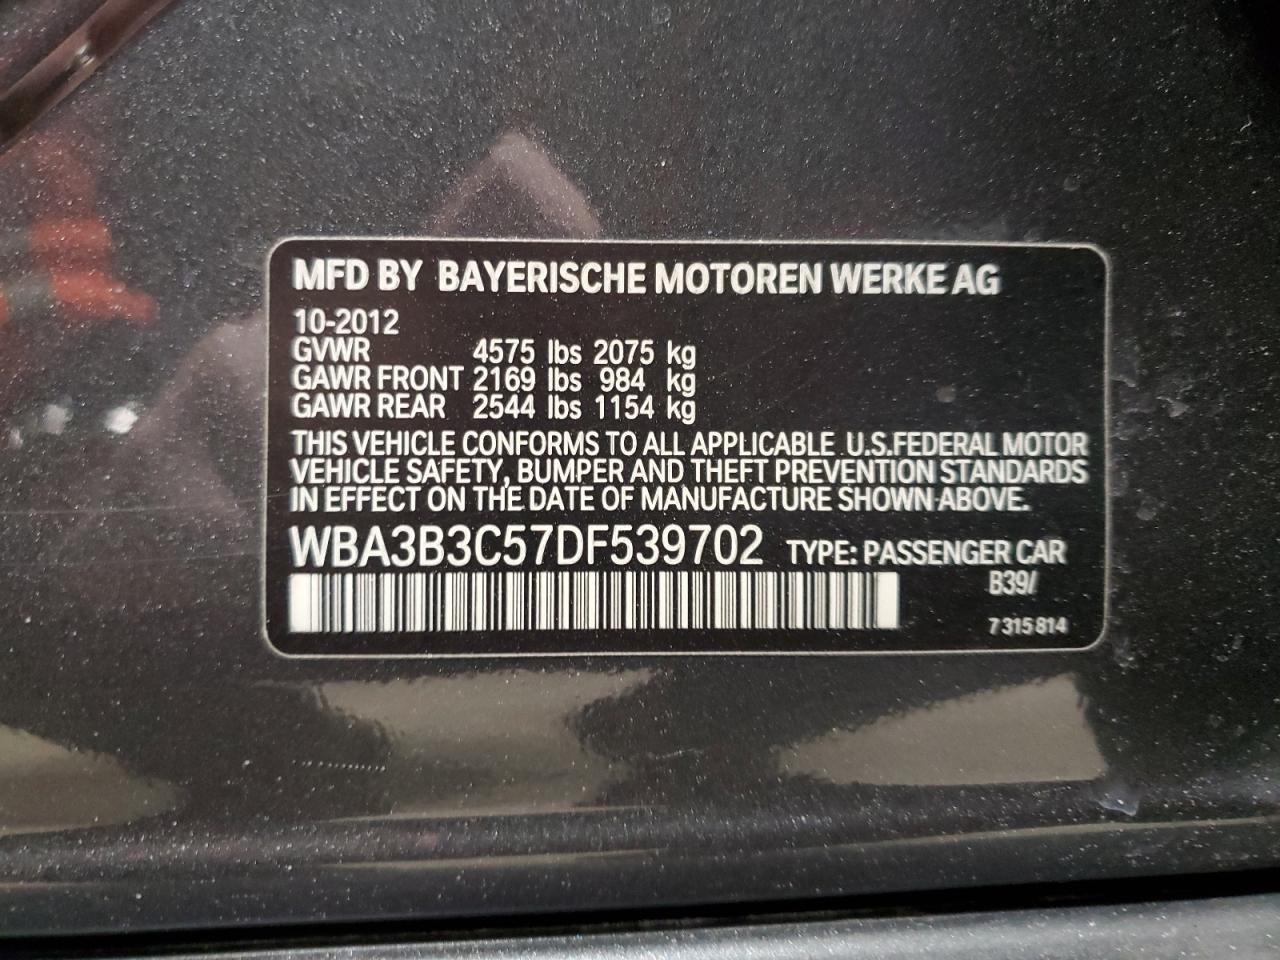 MFD BY BAYERISCHE MOTOREN WERKE AG
10-2012
GVWR 4575 lbs 2075 kg
GAWR FRONT 2169 lbs 984 kg
GAWR REAR 2544 lbs 1154 kg
THIS VEHICLE CONFORMS TO ALL APPLICABLE U.S.FEDERAL MOTOR
VEHICLE SAFETY, BUMPER AND THEFT PREVENTION STANDARDS
IN EFFECT ON THE DATE OF MANUFACTURE SHOWN ABOVE.
WBA3B3C57DF539702 TYPE: PASSENGER CAR
B39/
7 315 814